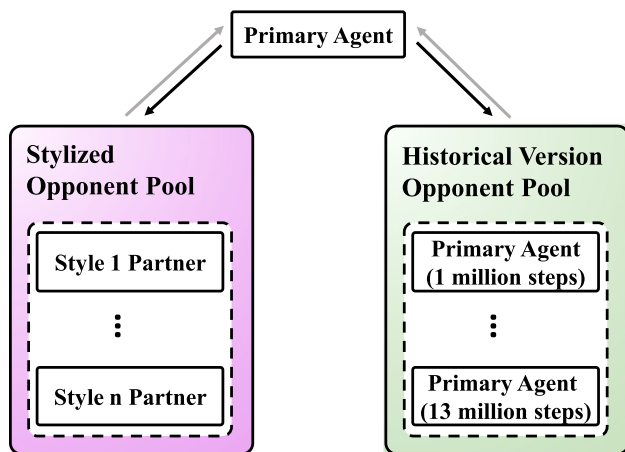 Primary Agent
Stylized
Opponent Pool
Style 1 Partner
Style n Partner
Historical Version
Opponent Pool
Primary Agent
(1 million steps)
Primary Agent
(13 million steps)